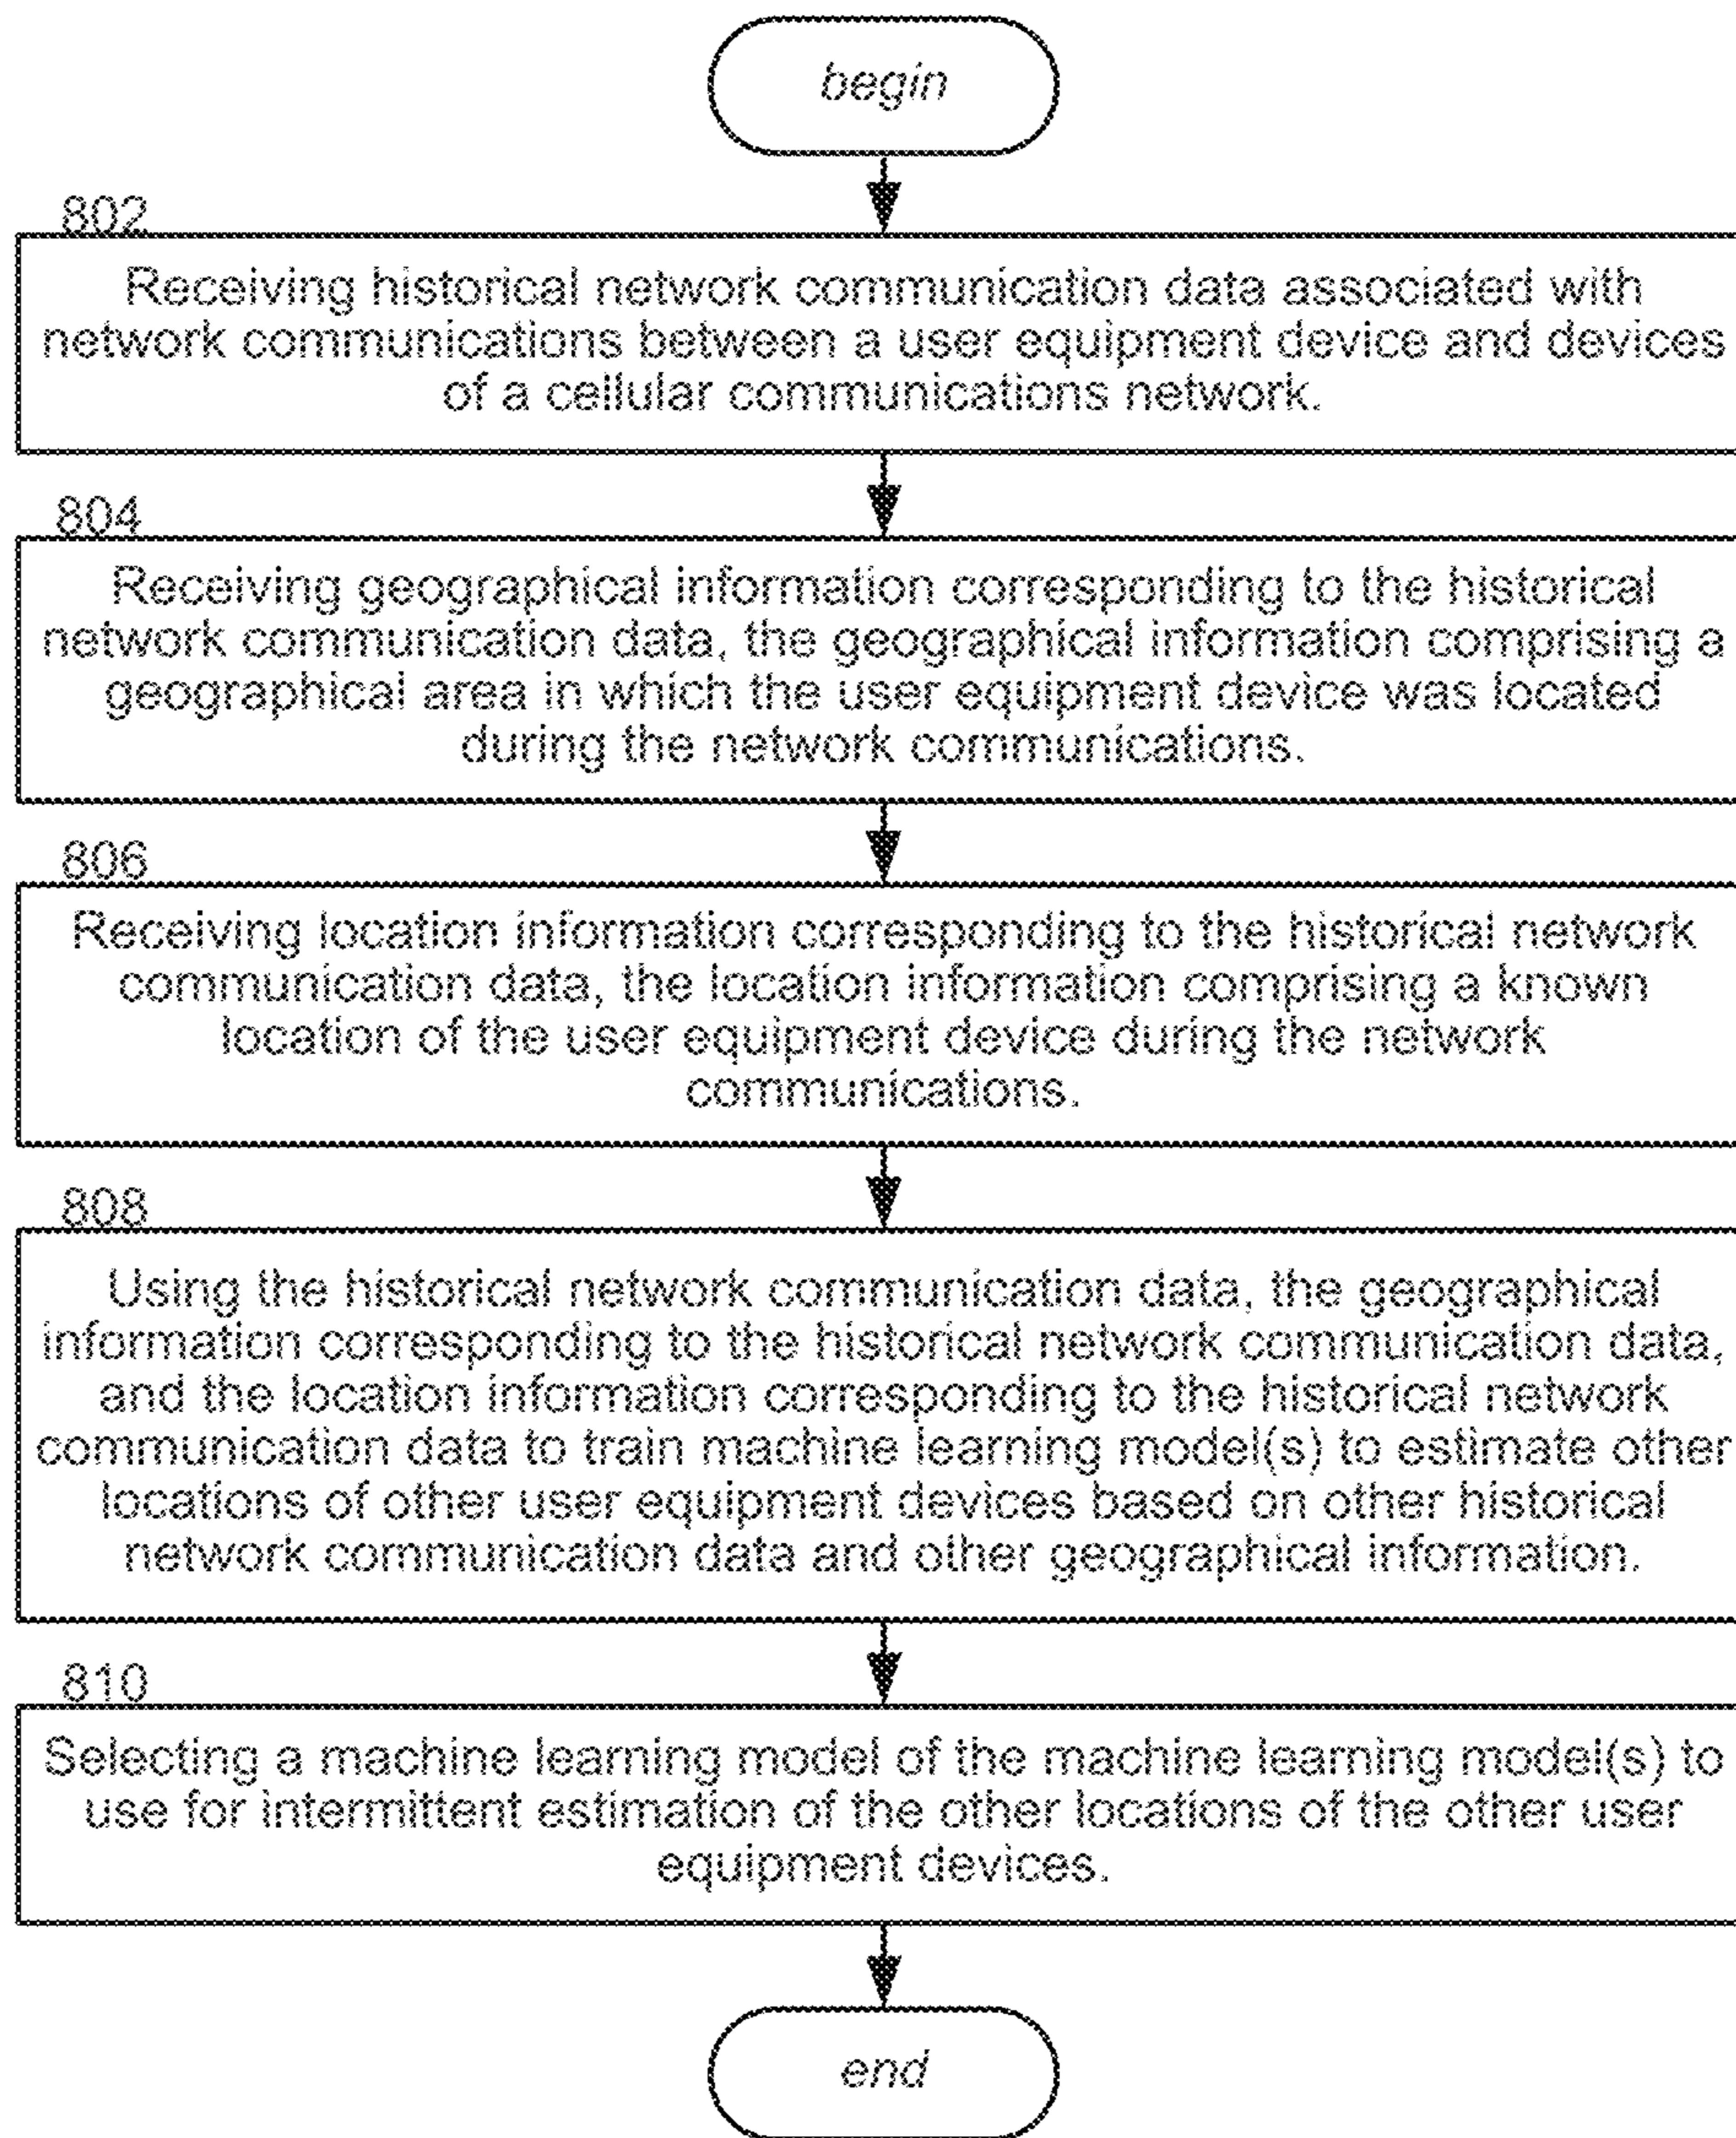 begin
802
Receiving historical network communication data associated with
network communications between a user equipment device and devices
of a cellular communications network.
804
Receiving geographical information corresponding to the historical
network communication data, the geographical information comprising a
geographical area in which the user equipment device was located
during the network communications.
806
Receiving location information corresponding to the historical network
communication data, the location information comprising a known
location of the user equipment device during the network
communications.
808
Using the historical network communication data, the geographical
information corresponding to the historical network communication data,
and the location information corresponding to the historical network
communication data to train machine learning model(s) to estimate other
locations of other user equipment devices based on other historical
network communication data and other geographical information.
810
Selecting a machine learning model of the machine learning model(s) to
use for intermittent estimation of the other locations of the other user
equipment devices.
end